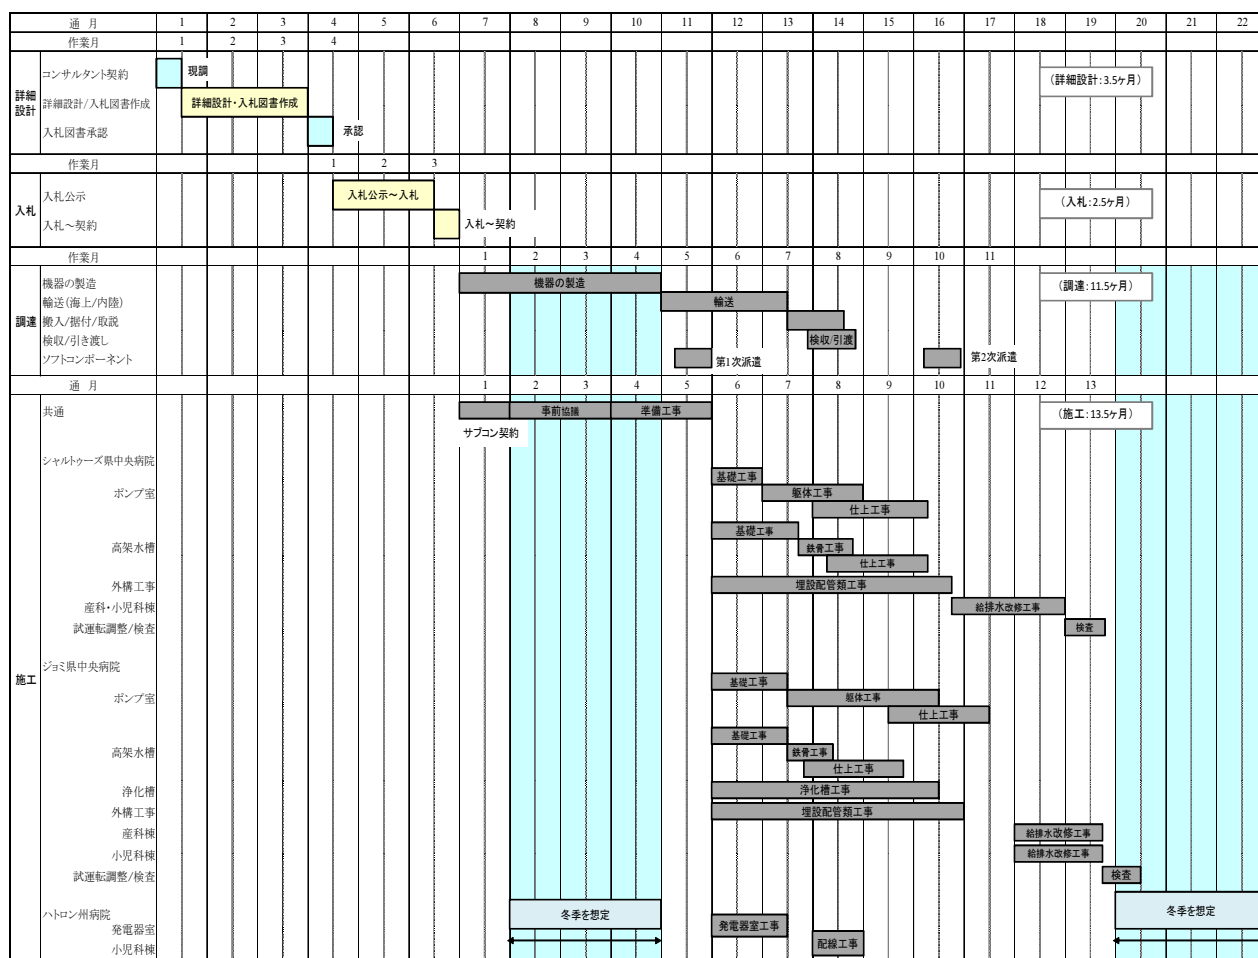 通 月 1 2 3 4 5 6 7 8 9 10 11 12 13 14 15 16 17 18 19 20 21 22
作業月 1 2 3 4
詳細設計
コンサルタント契約 現調 (詳細設計:3.5ヶ月)
詳細設計/入札図書作成 詳細設計・入札図書作成
入札図書承認 承認
作業月 1 2 3
入札
入札公示 入札公示～入札 (入札:2.5ヶ月)
入札～契約 入札～契約
作業月 1 2 3 4 5 6 7 8 9 10 11
調達
機器の製造 機器の製造 (調達:11.5ヶ月)
輸送(海上/内陸) 輸送
搬入/据付/取説
検収/引き渡し 検収/引渡
ソフトコンポーネント 第1次派遣 第2次派遣
通 月 1 2 3 4 5 6 7 8 9 10 11 12 13
施工
共通 事前協議 準備工事 (施工:13.5ヶ月)
サブコン契約
シャルトゥーズ県中央病院
基礎工事
ポンプ室 躯体工事
仕上工事
基礎工事
高架水槽 鉄骨工事
仕上工事
外構工事 埋設配管類工事
産科・小児科棟 給排水改修工事
試運転調整/検査 検査
ジョミ県中央病院
基礎工事
ポンプ室 躯体工事
仕上工事
基礎工事
高架水槽 鉄骨工事
仕上工事
浄化槽 浄化槽工事
外構工事 埋設配管類工事
産科棟 給排水改修工事
小児科棟 給排水改修工事
試運転調整/検査 検査
ハトロン州病院 冬季を想定 冬季を想定
発電器室 発電器室工事
小児科棟 配線工事